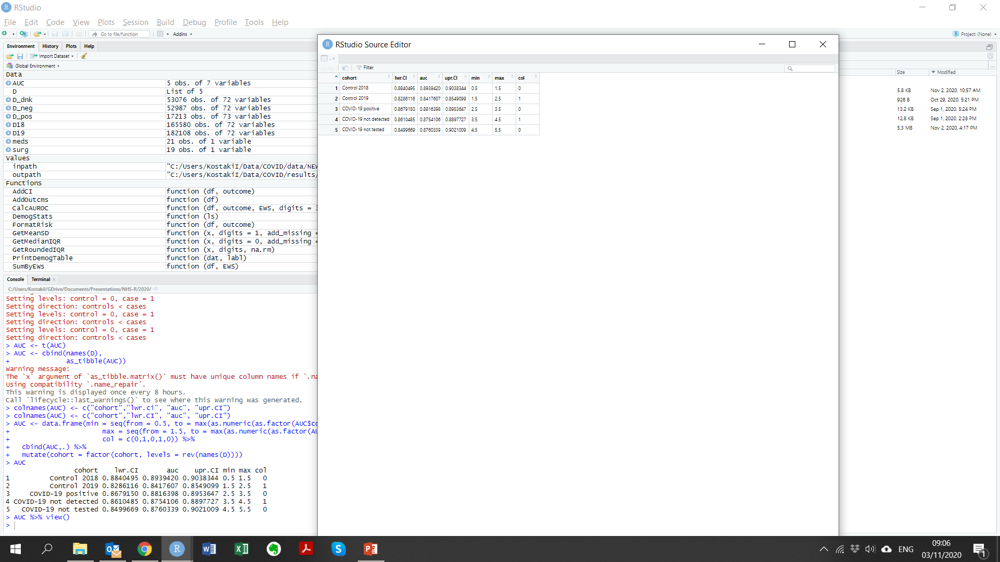 RStudio
File Edit Code View Plots Session Build Debug Profile Tools Help
Go to file/function Addins
Project: (None)
Environment History Plots Help
Import Dataset
Global Environment
Data
AUC 5 obs. of 7 variables
D List of 5
D_dnk 53076 obs. of 72 variables
D_neg 52987 obs. of 72 variables
D_pos 17213 obs. of 73 variables
D18 165580 obs. of 72 variables
D19 182108 obs. of 72 variables
meds 21 obs. of 1 variable
surg 19 obs. of 1 variable
Values
inpath "C:/Users/KostakiI/Data/COVID/data/NEW
outpath "C:/Users/KostakiI/Data/COVID/results/
Functions
AddCI function (df, outcome)
AddOutcms function (df)
CalcAUROC function (df, outcome, EWS, digits = 3
DemogStats function (ls)
FormatRisk function (df, outcome)
GetMeanSD function (x, digits = 1, add_missing =
GetMedianIQR function (x, digits = 0, add_missing =
GetRoundedIQR function (x, digits, na.rm)
PrintDemogTable function (dat, labl)
SumByEWS function (df, EWS)
Console Terminal
C:/Users/KostakiI/GDrive/Documents/Presentations/NHS-R/2020/
Setting levels: control = 0, case = 1
Setting direction: controls < cases
Setting levels: control = 0, case = 1
Setting direction: controls < cases
Setting levels: control = 0, case = 1
Setting direction: controls < cases
> AUC <- t(AUC)
> AUC <- cbind(names(D),
+ as_tibble(AUC))
Warning message:
The `x` argument of `as_tibble.matrix()` must have unique column names if `.na
Using compatibility `.name_repair`.
This warning is displayed once every 8 hours.
Call `lifecycle::last_warnings()` to see where this warning was generated.
> colnames(AUC) <- c("cohort","lwr.ci", "auc", "upr.CI")
> colnames(AUC) <- c("cohort","lwr.CI", "auc", "upr.CI")
> AUC <- data.frame(min = seq(from = 0.5, to = max(as.numeric(as.factor(AUC$co
+ max = seq(from = 1.5, to = max(as.numeric(as.factor(AU
+ col = c(0,1,0,1,0)) %>%
+ cbind(AUC,.) %>%
+ mutate(cohort = factor(cohort, levels = rev(names(D))))
> AUC
cohort lwr.CI auc upr.CI min max col
1 Control 2018 0.8840495 0.8939420 0.9038344 0.5 1.5 0
2 Control 2019 0.8286116 0.8417607 0.8549099 1.5 2.5 1
3 COVID-19 positive 0.8679150 0.8816398 0.8953647 2.5 3.5 0
4 COVID-19 not detected 0.8610485 0.8754106 0.8897727 3.5 4.5 1
5 COVID-19 not tested 0.8499669 0.8760339 0.9021009 4.5 5.5 0
> AUC %>% view()
>
RStudio Source Editor
.
Filter
cohort lwr.CI auc upr.CI min max col
1 Control 2018 0.8840495 0.8939420 0.9038344 0.5 1.5 0
2 Control 2019 0.8286116 0.8417607 0.8549099 1.5 2.5 1
3 COVID-19 positive 0.8679150 0.8816398 0.8953647 2.5 3.5 0
4 COVID-19 not detected 0.8610485 0.8754106 0.8897727 3.5 4.5 1
5 COVID-19 not tested 0.8499669 0.8760339 0.9021009 4.5 5.5 0
Size Modified
5.8 KB Nov 2, 2020, 10:57 AM
926 B Oct 29, 2020, 5:21 PM
13.2 KB Sep 1, 2020, 5:24 PM
12.8 KB Sep 1, 2020, 2:28 PM
5.3 MB Nov 2, 2020, 4:17 PM
ENG
09:06
03/11/2020
1